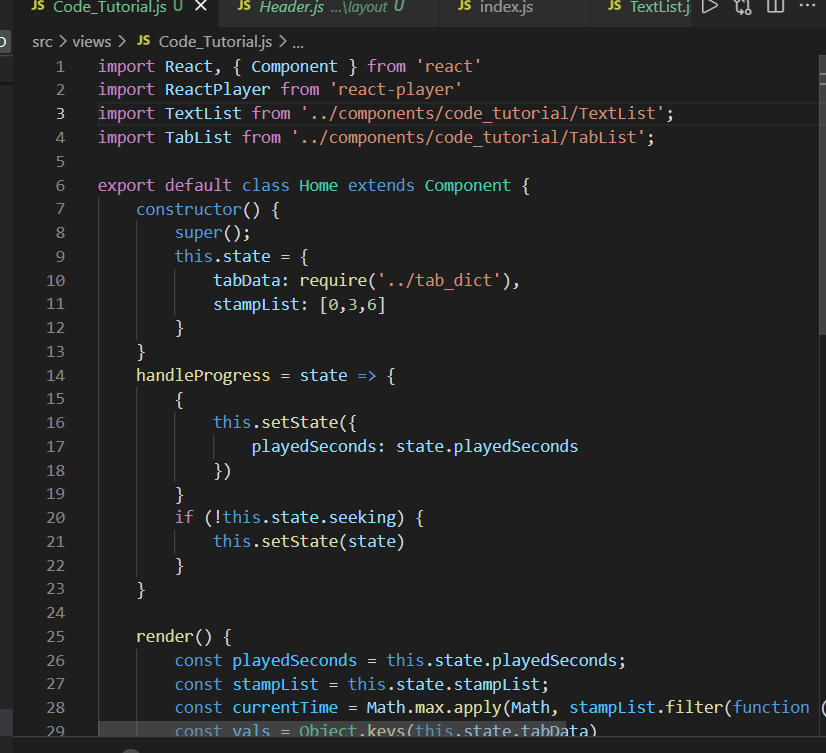 JS Code_Tutorial.js U JS Header.js ...\layout U JS index.js JS TextList.js
src > views > JS Code_Tutorial.js > ...
1 import React, { Component } from 'react'
2 import ReactPlayer from 'react-player'
3 import TextList from '../components/code_tutorial/TextList';
4 import TabList from '../components/code_tutorial/TabList';
5
6 export default class Home extends Component {
7 constructor() {
8 super();
9 this.state = {
10 tabData: require('../tab_dict'),
11 stampList: [0,3,6]
12 }
13 }
14 handleProgress = state => {
15 {
16 this.setState({
17 playedSeconds: state.playedSeconds
18 })
19 }
20 if (!this.state.seeking) {
21 this.setState(state)
22 }
23 }
24
25 render() {
26 const playedSeconds = this.state.playedSeconds;
27 const stampList = this.state.stampList;
28 const currentTime = Math.max.apply(Math, stampList.filter(function (
29 const vals = Object.keys(this.state.tabData)